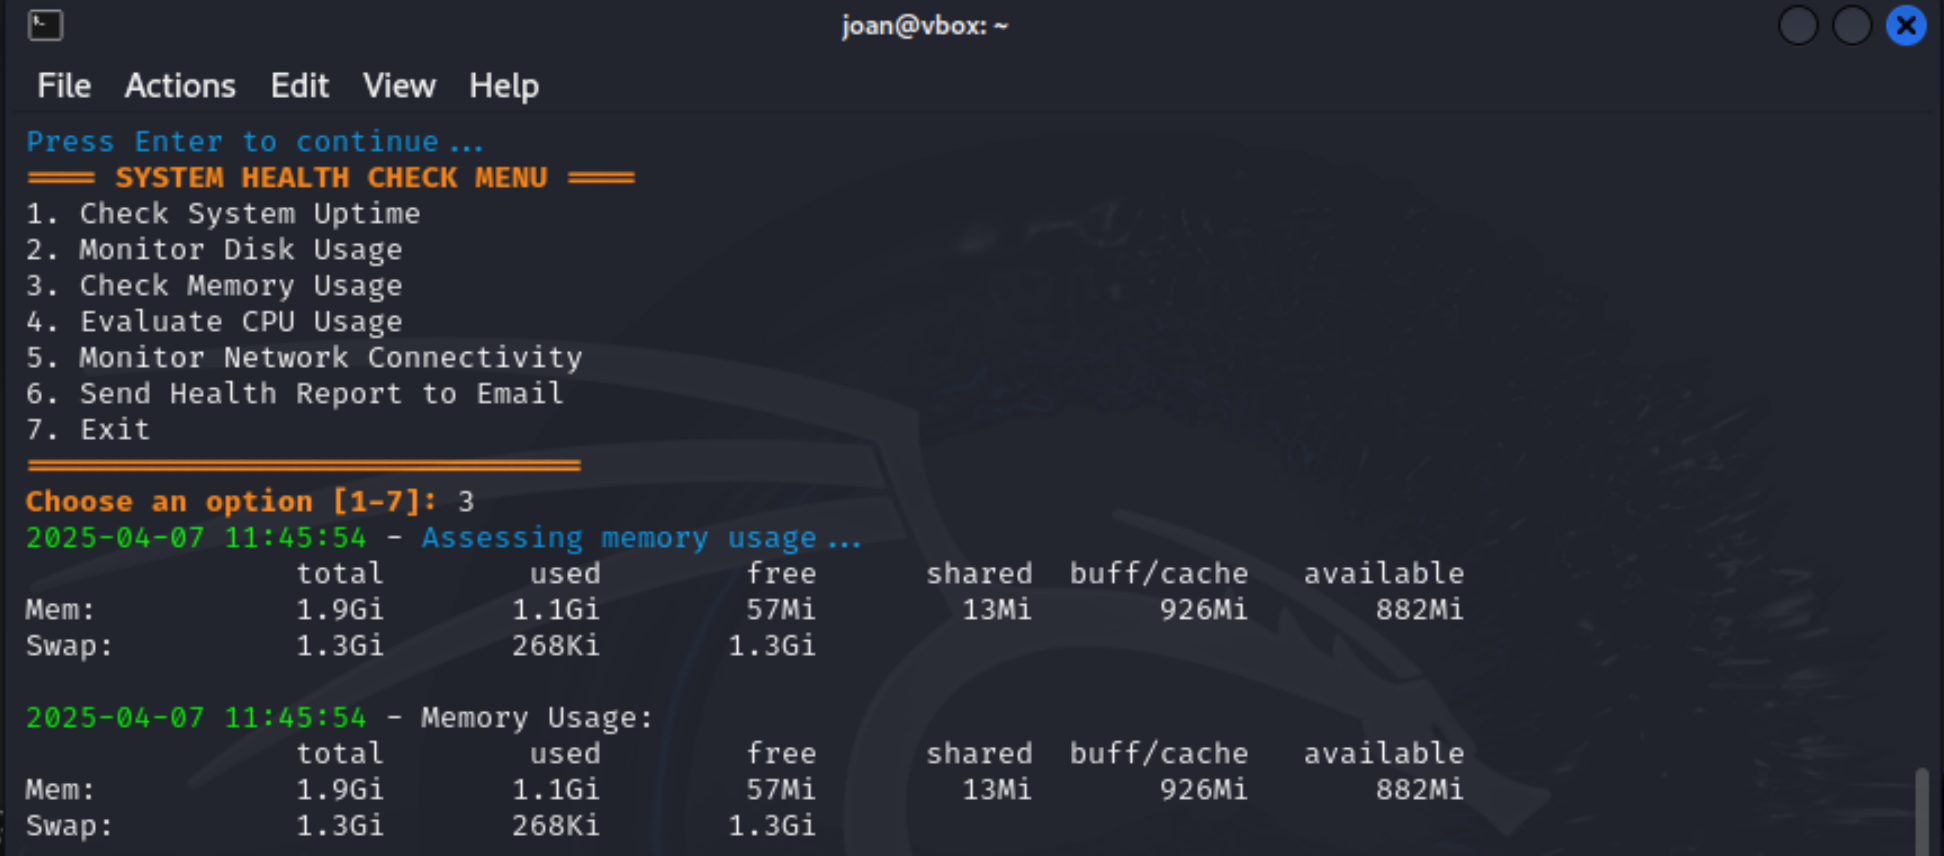 joan@vbox: ~
File Actions Edit View Help
Press Enter to continue...
==== SYSTEM HEALTH CHECK MENU ====
1. Check System Uptime
2. Monitor Disk Usage
3. Check Memory Usage
4. Evaluate CPU Usage
5. Monitor Network Connectivity
6. Send Health Report to Email
7. Exit
===============================
Choose an option [1-7]: 3
2025-04-07 11:45:54 - Assessing memory usage...
               total        used        free      shared  buff/cache   available
Mem:           1.9Gi       1.1Gi        57Mi        13Mi       926Mi       882Mi
Swap:          1.3Gi       268Ki       1.3Gi
2025-04-07 11:45:54 - Memory Usage:
               total        used        free      shared  buff/cache   available
Mem:           1.9Gi       1.1Gi        57Mi        13Mi       926Mi       882Mi
Swap:          1.3Gi       268Ki       1.3Gi